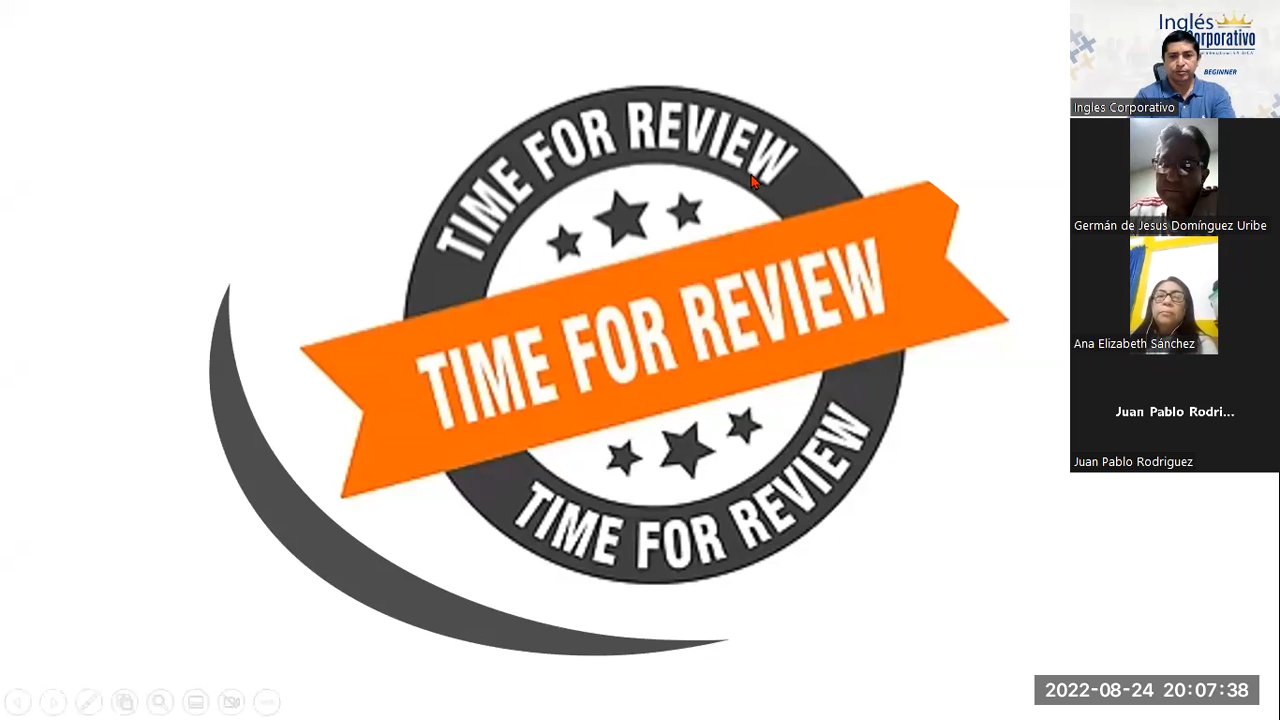 TIME FOR REVIEW
TIME FOR REVIEW
TIME FOR REVIEW
Inglés
Corporativo
BEGINNER
Ingles Corporativo
Germán de Jesus Domínguez Uribe
Ana Elizabeth Sánchez
Juan Pablo Rodri...
Juan Pablo Rodriguez
2022-08-24 20:07:38